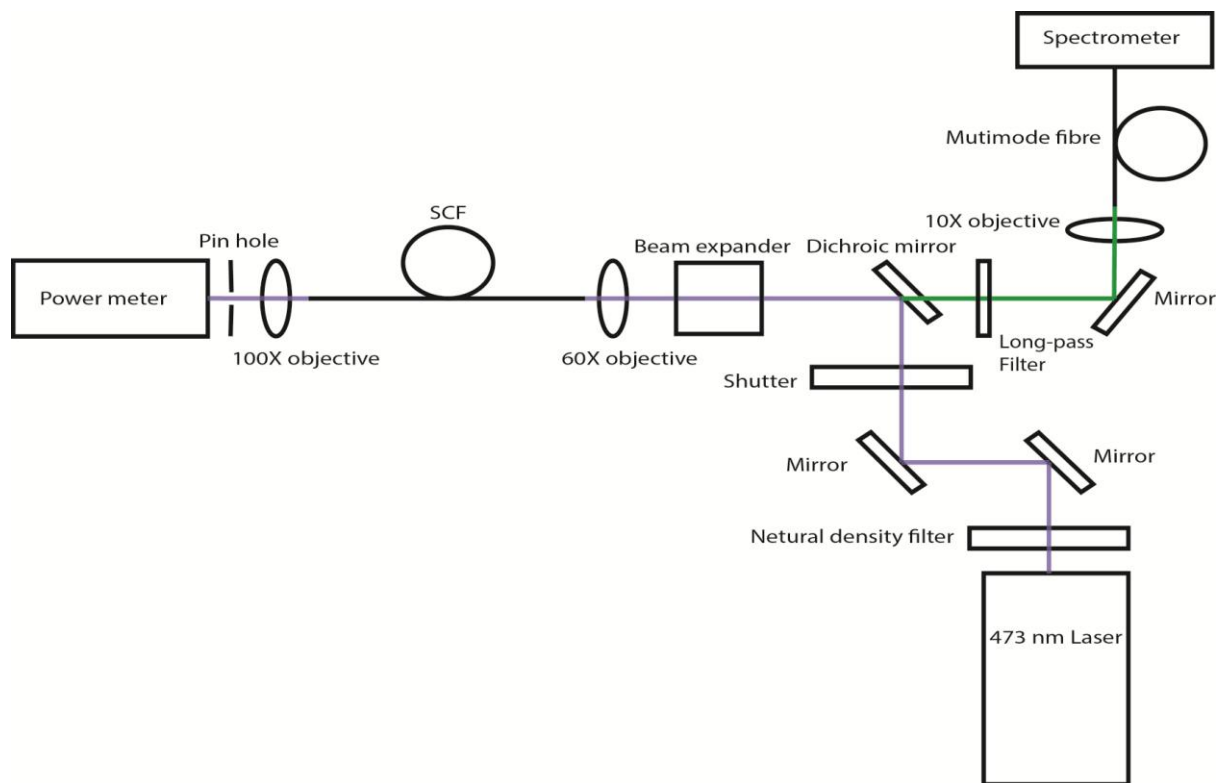 Spectrometer
Mutimode fibre
10X objective
SCF
Pin hole
Beam expander
Dichroic mirror
Power meter
Mirror
100X objective
60X objective
Long-pass
Filter
Shutter
Mirror
Mirror
Netural density filter
473 nm Laser